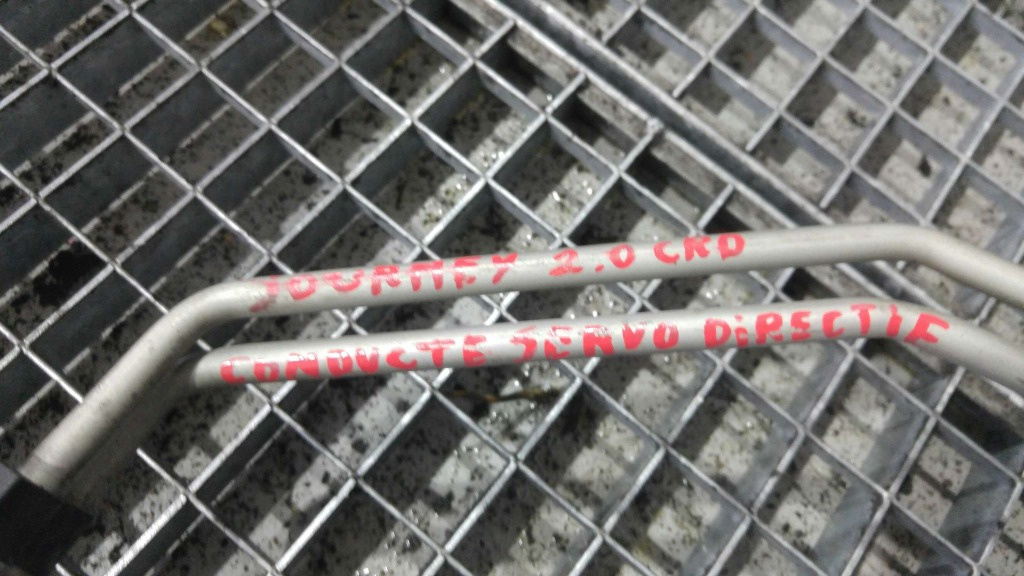 JOURNEY 2.0 CRD
CONDUCTE SERVO DiRECTIE